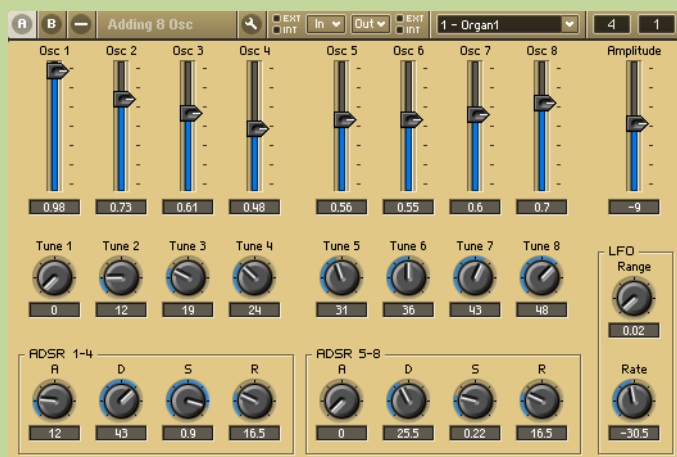 A B Adding 8 Osc EXT INT In Out EXT INT 1 - Organ1 4 1
Osc 1 Osc 2 Osc 3 Osc 4 Osc 5 Osc 6 Osc 7 Osc 8 Amplitude
0.98 0.73 0.61 0.48 0.56 0.55 0.6 0.7 -9
Tune 1 Tune 2 Tune 3 Tune 4 Tune 5 Tune 6 Tune 7 Tune 8
0 12 19 24 31 36 43 48
LFO
Range
0.02
ADSR 1-4 ADSR 5-8
A D S R A D S R Rate
12 43 0.9 16.5 0 25.5 0.22 16.5 -30.5